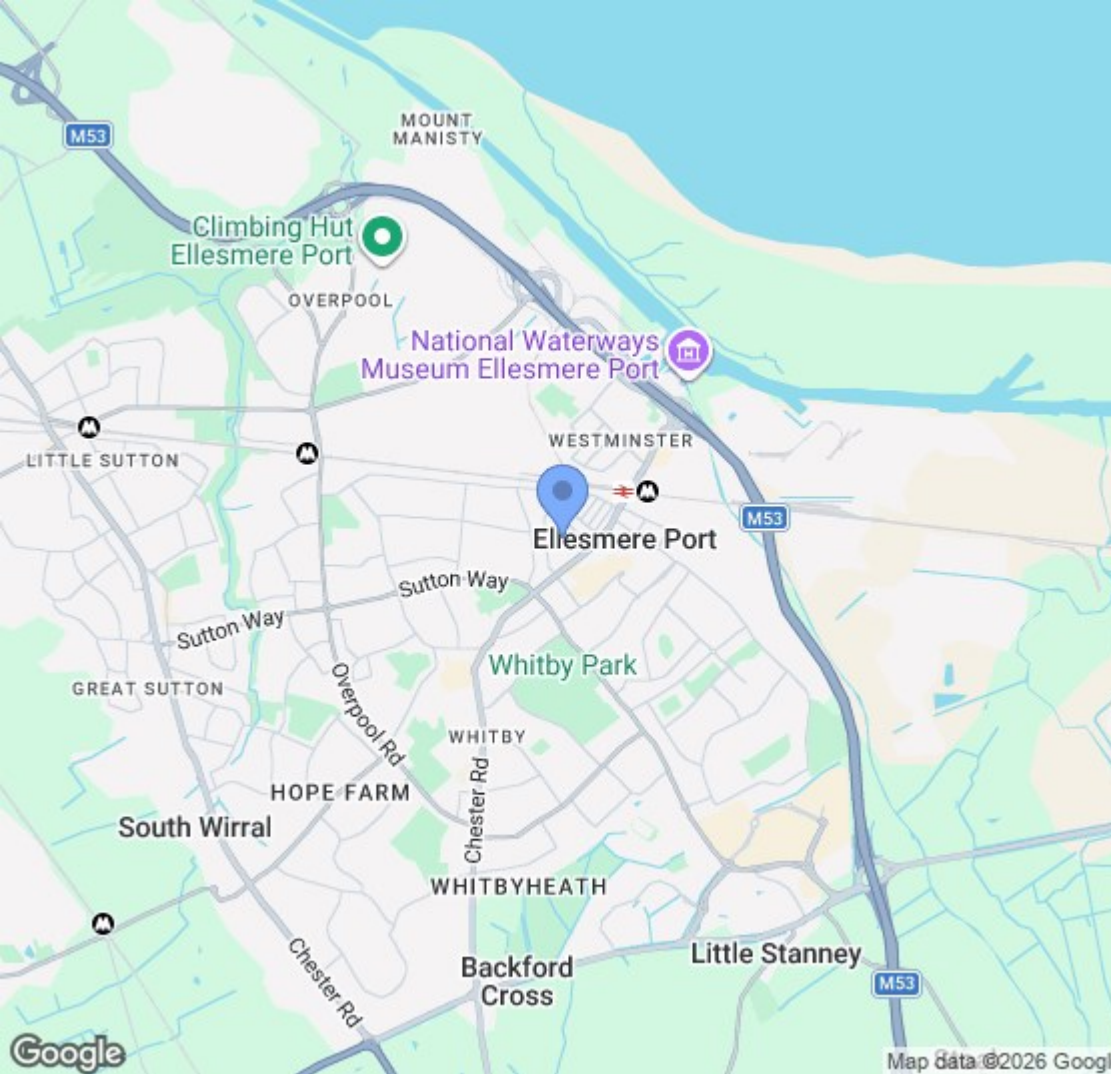 MOUNT
MANISTY
M53
Climbing Hut
Ellesmere Port
OVERPOOL
National Waterways
Museum Ellesmere Port
WESTMINSTER
LITTLE SUTTON
M53
Ellesmere Port
Sutton Way
Sutton Way
Whitby Park
GREAT SUTTON
Overpool Rd
WHITBY
HOPE FARM
Chester Rd
South Wirral
WHITBYHEATH
Chester Rd
Little Stanney
Backford
Cross
M53
Google
Map data ©2026 Googl